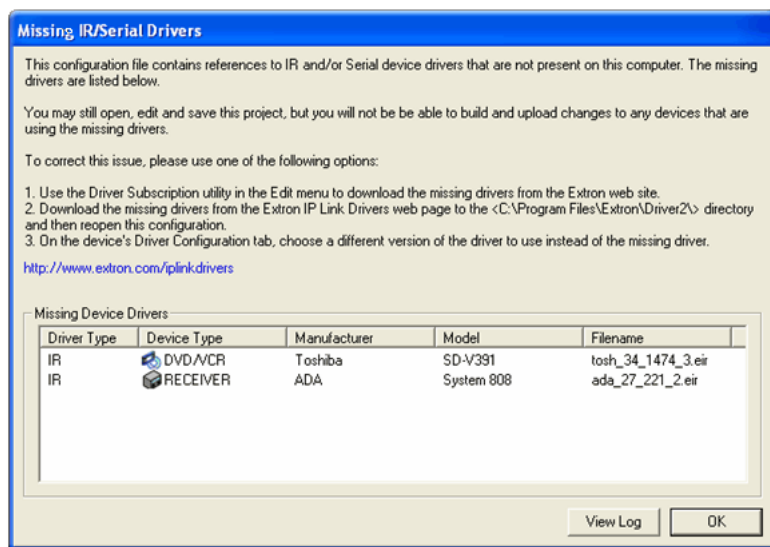 Missing IR/Serial Drivers
This configuration file contains references to IR and/or Serial device drivers that are not present on this computer. The missing
drivers are listed below.
You may still open, edit and save this project, but you will not be be able to build and upload changes to any devices that are
using the missing drivers.
To correct this issue, please use one of the following options:
1. Use the Driver Subscription utility in the Edit menu to download the missing drivers from the Extron web site.
2. Download the missing drivers from the Extron IP Link Drivers web page to the <C:\Program Files\Extron\Driver2\> directory
and then reopen this configuration.
3. On the device's Driver Configuration tab, choose a different version of the driver to use instead of the missing driver.
http://www.extron.com/iplinkdrivers
Missing Device Drivers
Driver Type Device Type Manufacturer Model Filename
IR DVD/VCR Toshiba SD-V391 tosh_34_1474_3.eir
IR RECEIVER ADA System 808 ada_27_221_2.eir
View Log OK